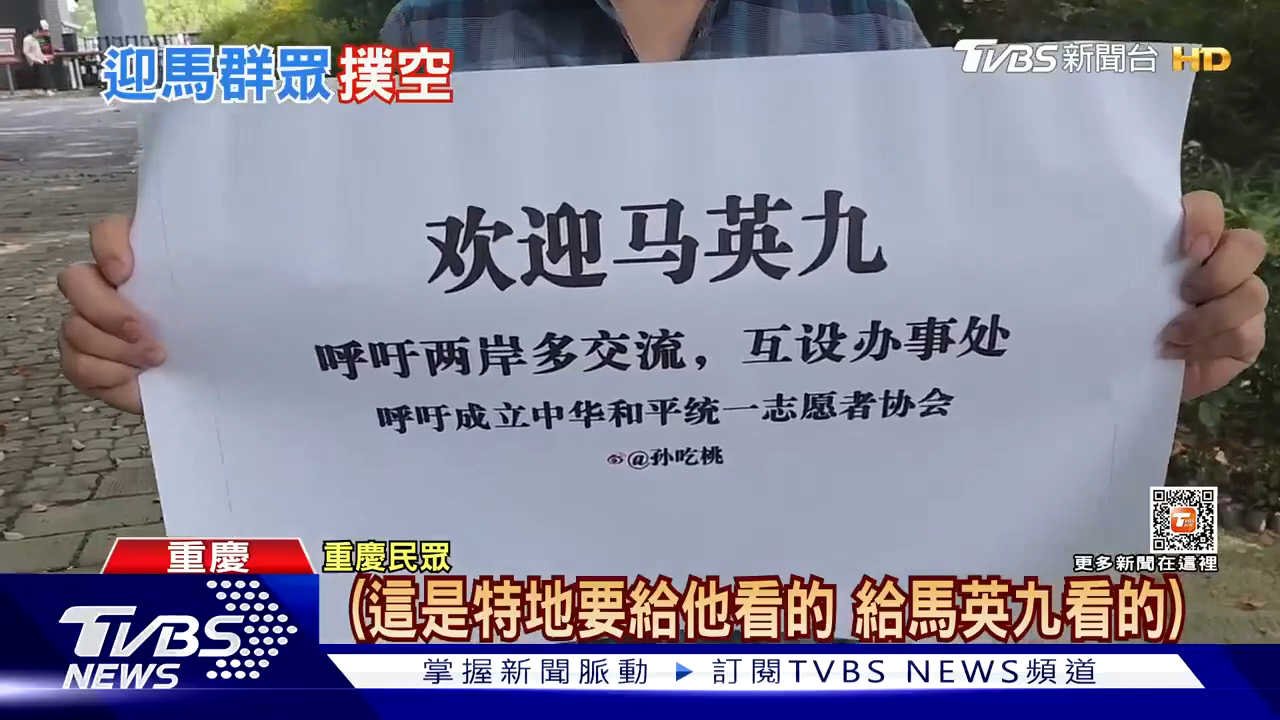 迎馬群眾撲空
TVBS新聞台 HD
欢迎马英九
呼吁两岸多交流，互设办事处
呼吁成立中华和平统一志愿者协会
@孙吃桃
更多新聞在這裡
重慶
重慶民眾
(這是特地要給他看的 給馬英九看的)
TVBS
NEWS
掌握新聞脈動 ▶ 訂閱TVBS NEWS頻道